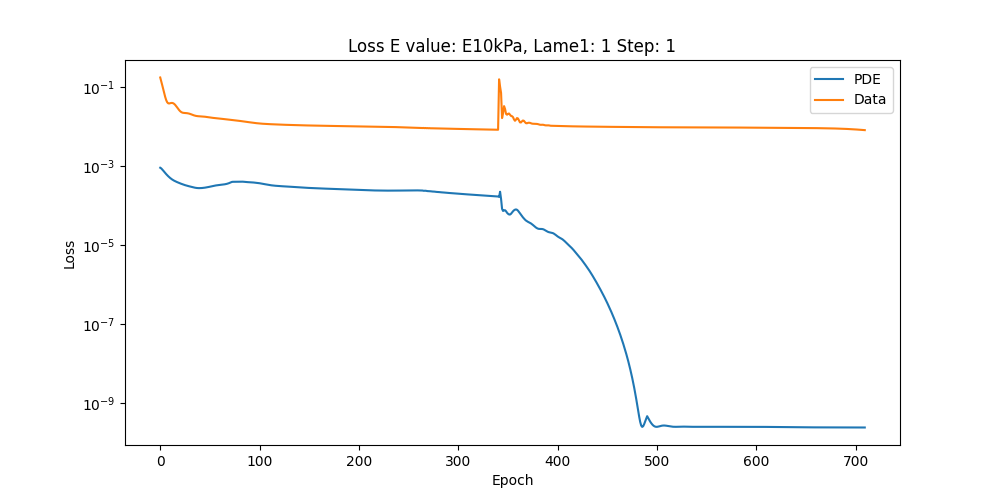 Loss E value: E10kPa, Lame1: 1 Step: 1
PDE
Data
10⁻¹
10⁻³
10⁻⁵
10⁻⁷
10⁻⁹
Loss
0 100 200 300 400 500 600 700
Epoch